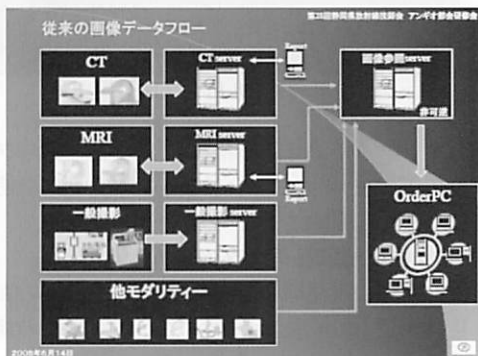 第25回静岡県放射線技師会 アンギオ部会研修会
従来の画像データフロー
CT
CT server
Report
画像参照server
非可逆
MRI
MRI server
Report
OrderPC
一般撮影
一般撮影 server
他モダリティー
2008年6月14日